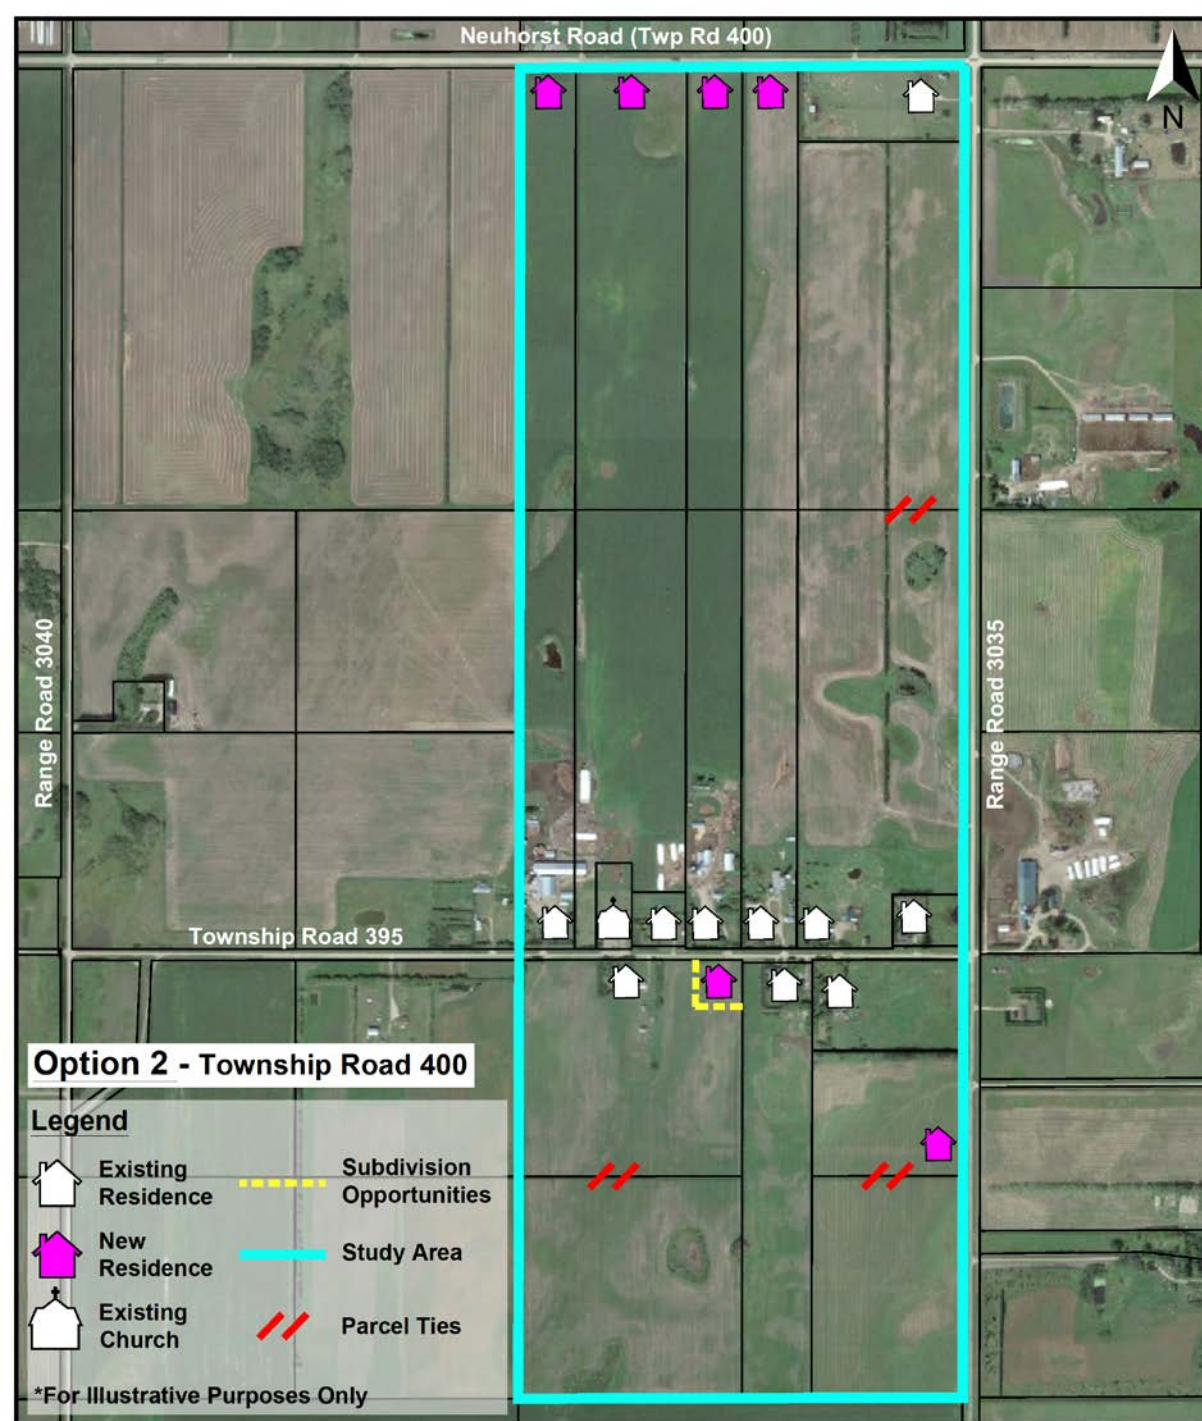 Neuhorst Road (Twp Rd 400)
N
Range Road 3040
Range Road 3035
Township Road 395
Option 2 - Township Road 400
Legend
Existing
Residence
Subdivision
Opportunities
New
Residence
Study Area
Existing
Church
Parcel Ties
*For Illustrative Purposes Only